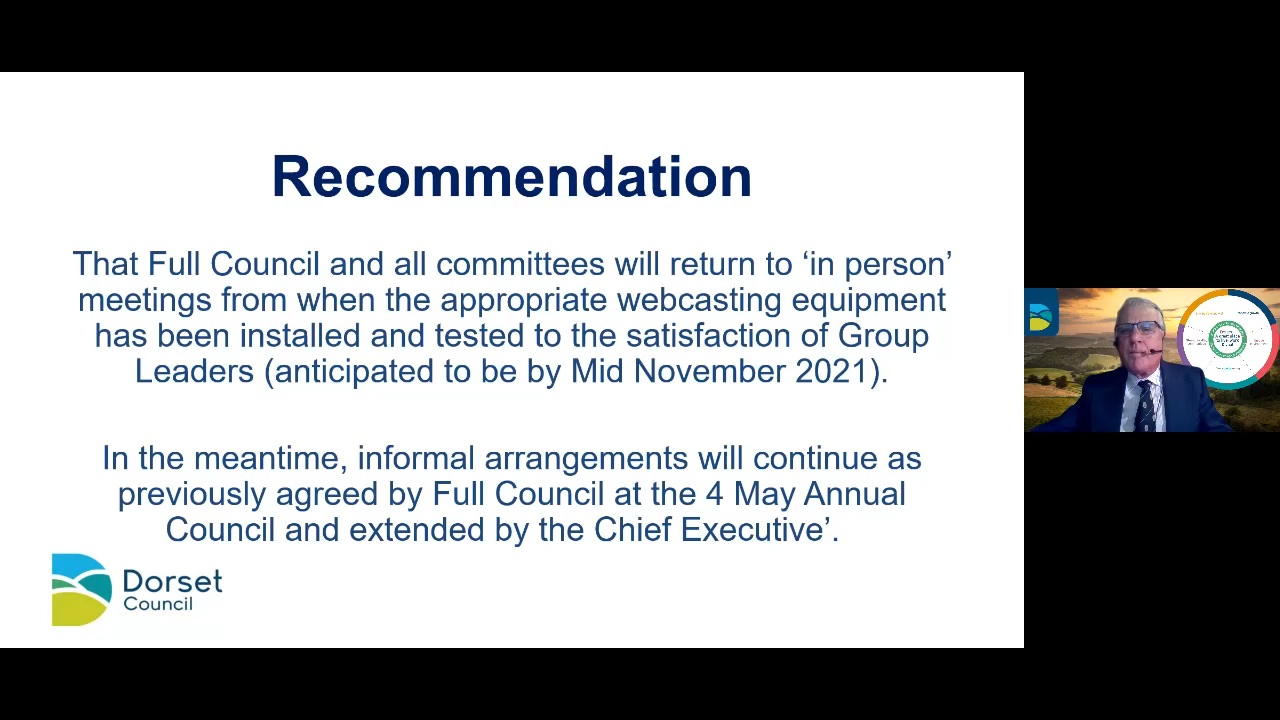 Recommendation
That Full Council and all committees will return to ‘in person’
meetings from when the appropriate webcasting equipment
has been installed and tested to the satisfaction of Group
Leaders (anticipated to be by Mid November 2021).
In the meantime, informal arrangements will continue as
previously agreed by Full Council at the 4 May Annual
Council and extended by the Chief Executive’.
Dorset
Council